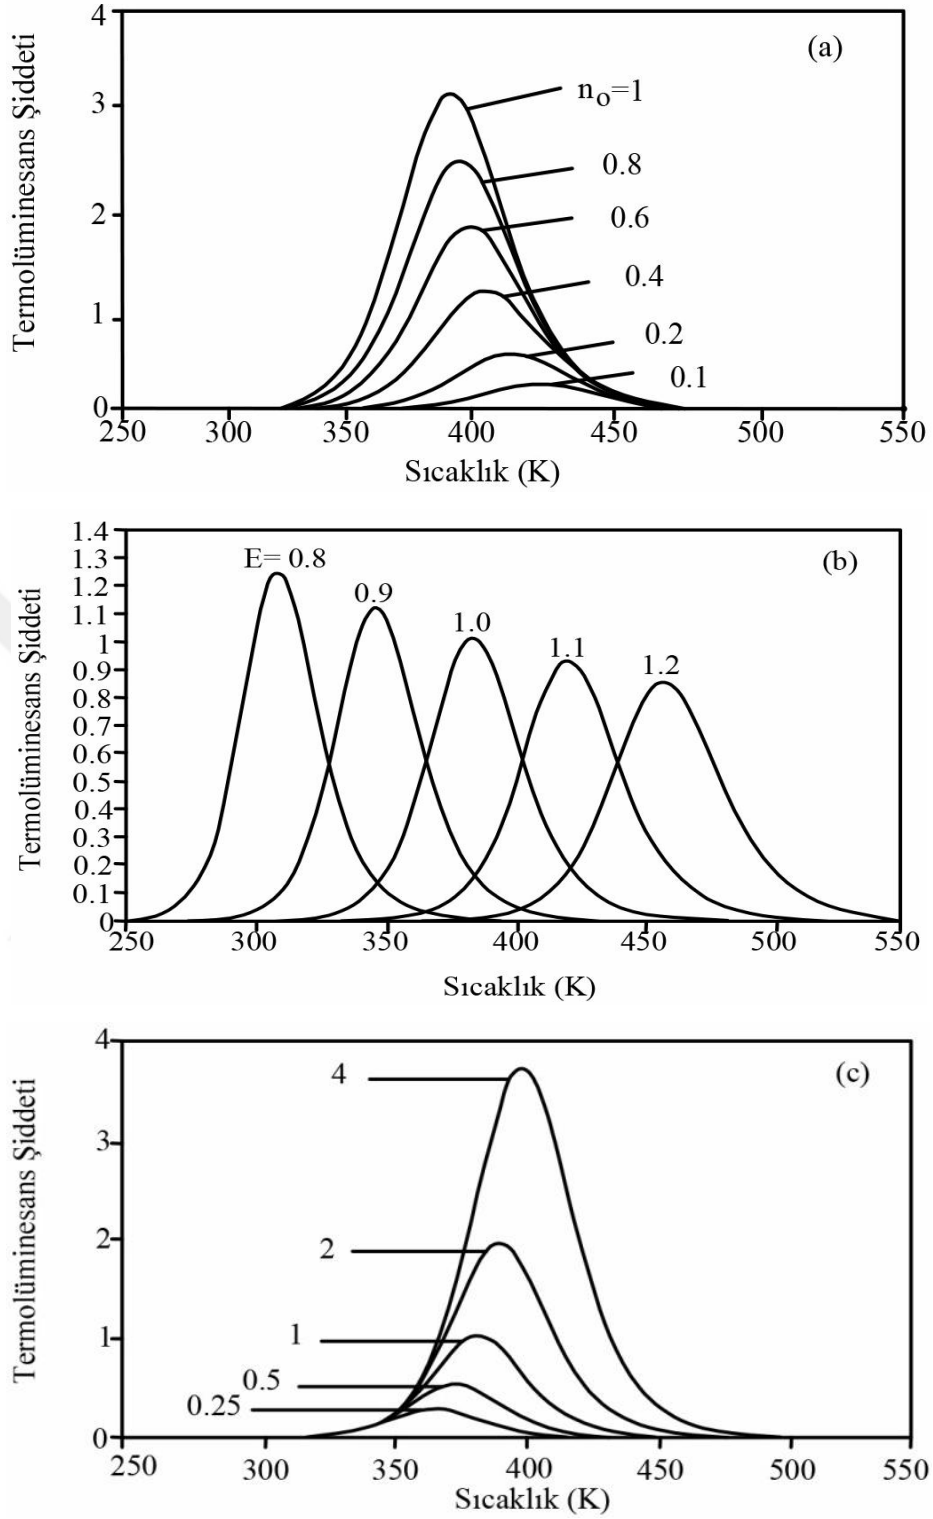 Termolüminesans Şiddeti
(a)
4
3
2
1
0
n₀=1
0.8
0.6
0.4
0.2
0.1
250 300 350 400 450 500 550
Sıcaklık (K)
Termolüminesans Şiddeti
(b)
1.4
1.3
1.2
1.1
1
0.9
0.8
0.7
0.6
0.5
0.4
0.3
0.2
0.1
0
E= 0.8
0.9
1.0
1.1
1.2
250 300 350 400 450 500 550
Sıcaklık (K)
Termolüminesans Şiddeti
(c)
4
3
2
1
0
4
2
1
0.5
0.25
250 300 350 400 450 500 550
Sıcaklık (K)